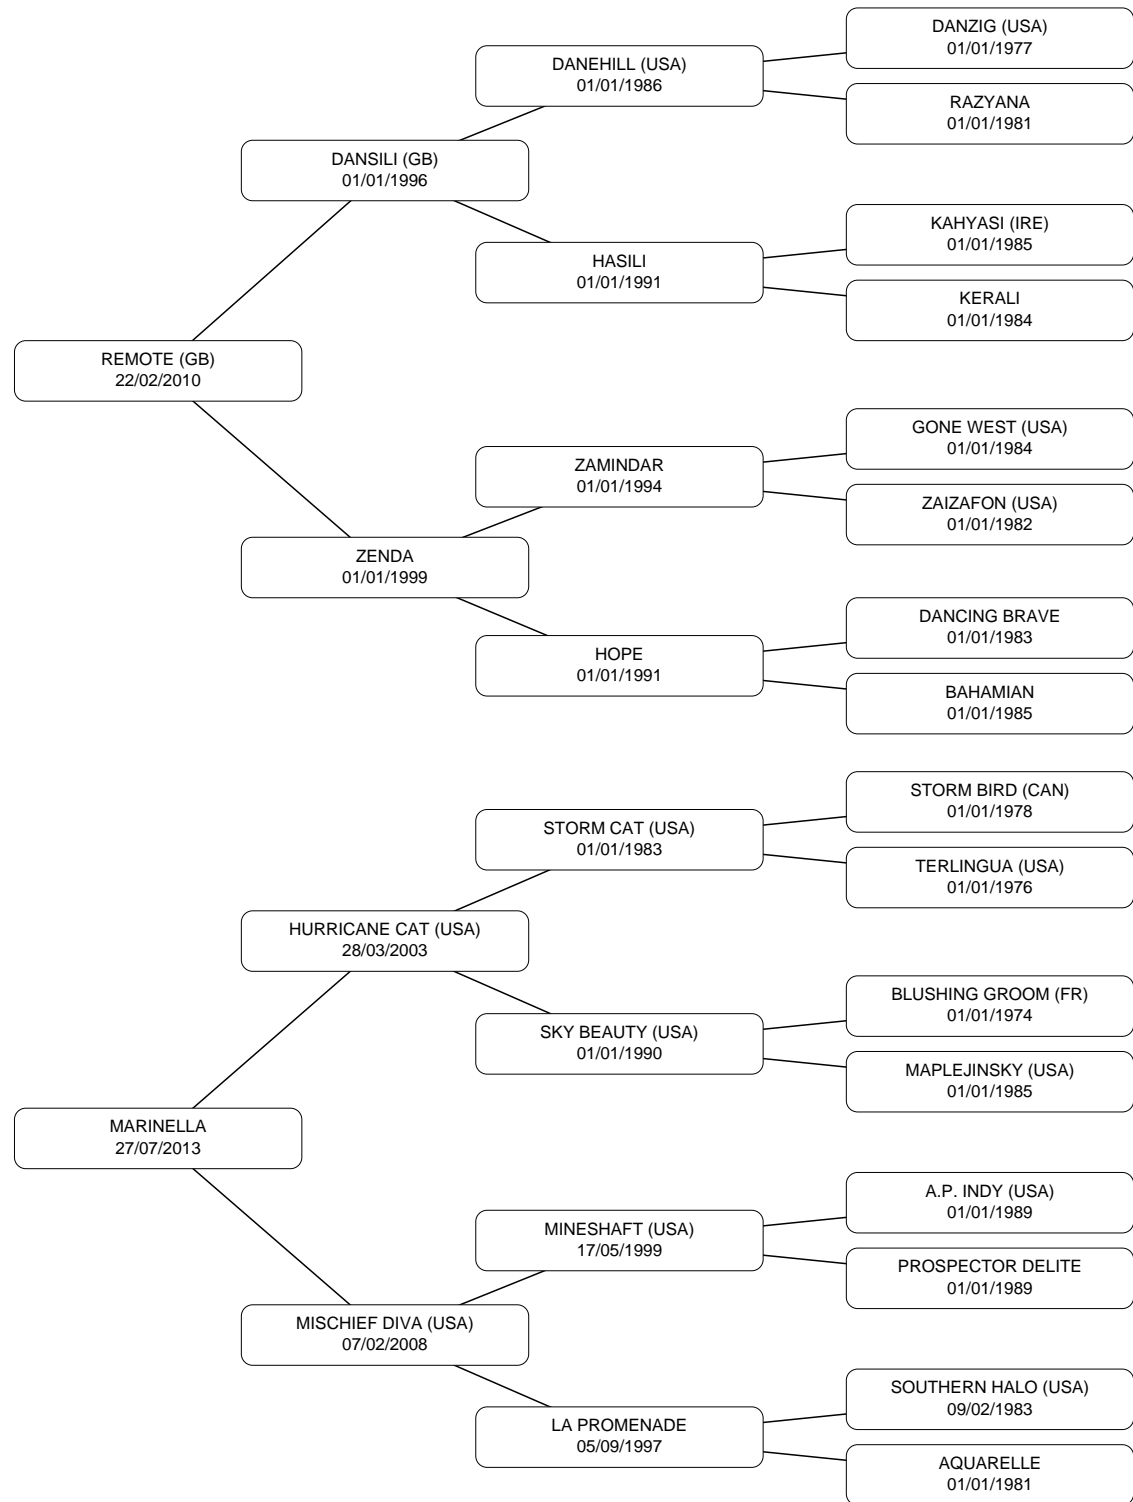 DANZIG (USA)
01/01/1977
DANEHILL (USA)
01/01/1986
RAZYANA
01/01/1981
DANSILI (GB)
01/01/1996
KAHYASI (IRE)
01/01/1985
HASILI
01/01/1991
KERALI
01/01/1984
REMOTE (GB)
22/02/2010
GONE WEST (USA)
01/01/1984
ZAMINDAR
01/01/1994
ZAIZAFON (USA)
01/01/1982
ZENDA
01/01/1999
DANCING BRAVE
01/01/1983
HOPE
01/01/1991
BAHAMIAN
01/01/1985
STORM BIRD (CAN)
01/01/1978
STORM CAT (USA)
01/01/1983
TERLINGUA (USA)
01/01/1976
HURRICANE CAT (USA)
28/03/2003
BLUSHING GROOM (FR)
01/01/1974
SKY BEAUTY (USA)
01/01/1990
MAPLEJINSKY (USA)
01/01/1985
MARINELLA
27/07/2013
A.P. INDY (USA)
01/01/1989
MINESHAFT (USA)
17/05/1999
PROSPECTOR DELITE
01/01/1989
MISCHIEF DIVA (USA)
07/02/2008
SOUTHERN HALO (USA)
09/02/1983
LA PROMENADE
05/09/1997
AQUARELLE
01/01/1981